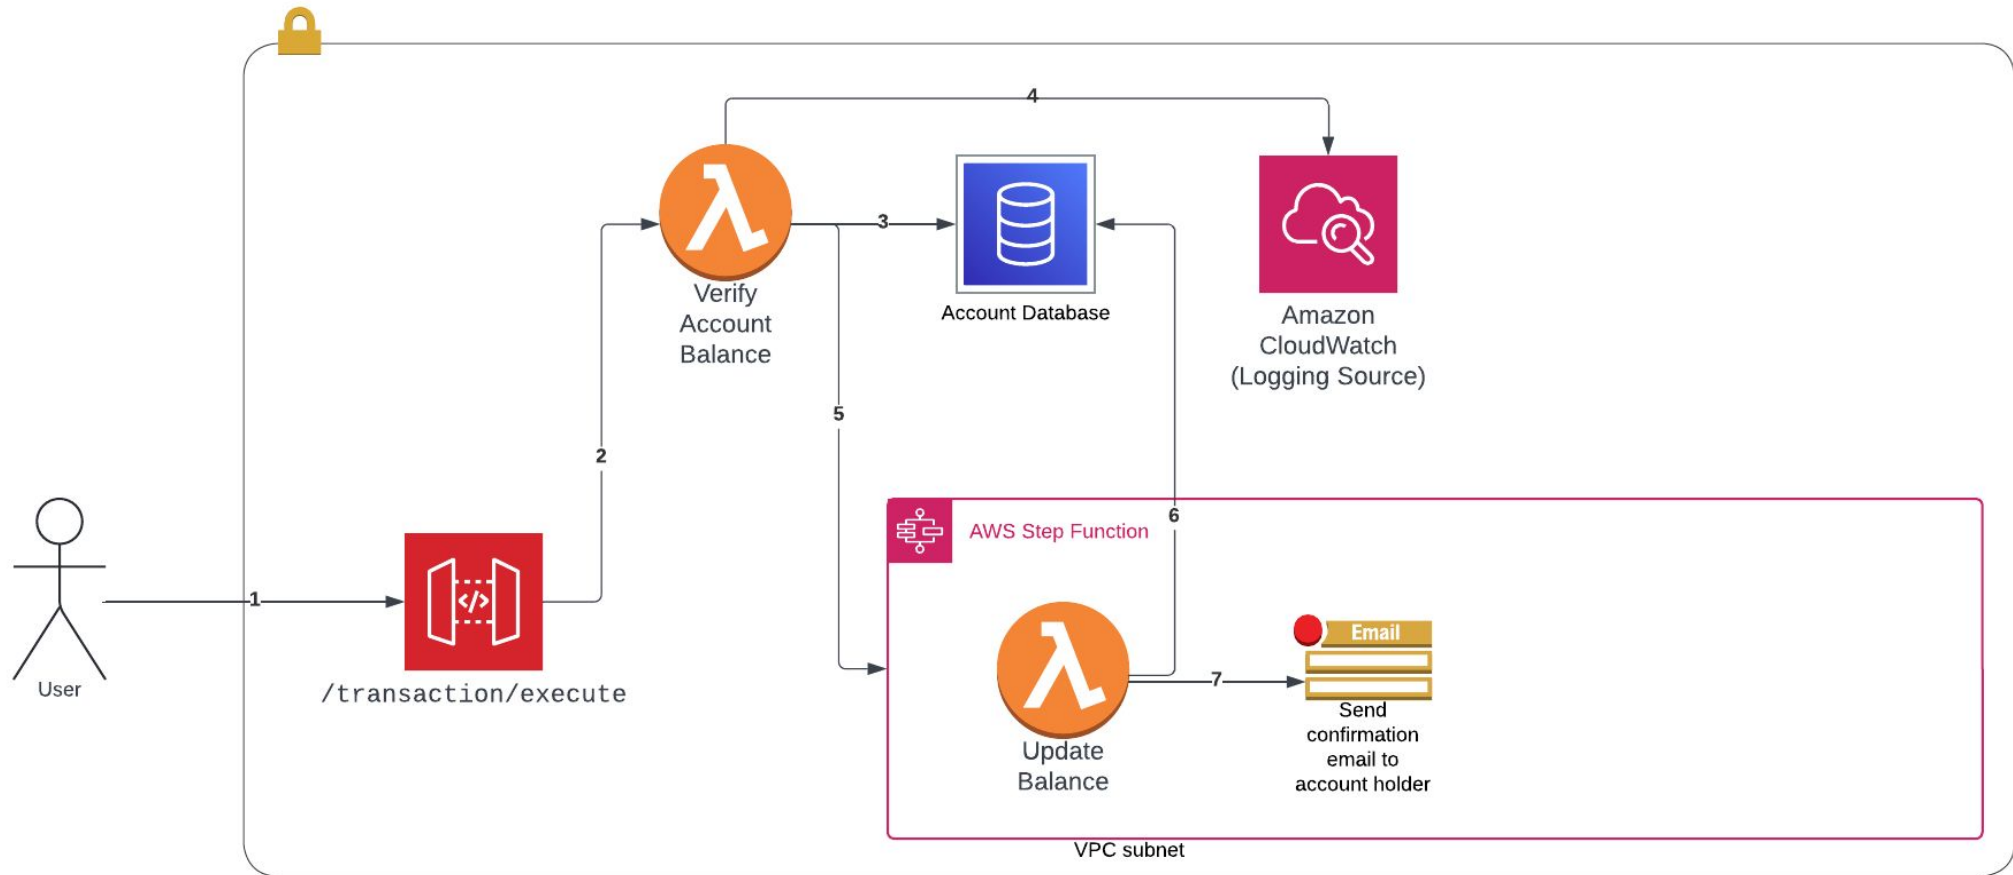 4
3
Verify
Account
Balance
Account Database
Amazon
CloudWatch
(Logging Source)
5
2
6
AWS Step Function
1
</>
/transaction/execute
User
Email
7
Send
confirmation
email to
account holder
Update
Balance
VPC subnet